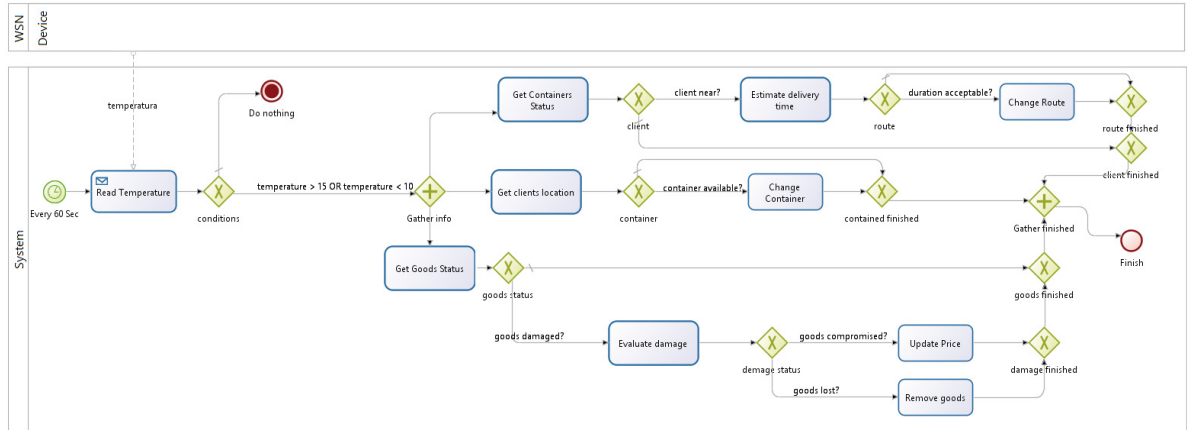 WSN
Device
System
temperatura
Every 60 Sec
Read Temperature
conditions
Do nothing
temperature > 15 OR temperature < 10
Gather info
Get Containers
Status
client
client near?
Estimate delivery
time
route
duration acceptable?
Change Route
route finished
client finished
Get clients location
container
container available?
Change
Container
contained finished
Gather finished
Finish
Get Goods Status
goods status
goods finished
goods damaged?
Evaluate damage
demage status
goods compromised?
Update Price
damage finished
goods lost?
Remove goods